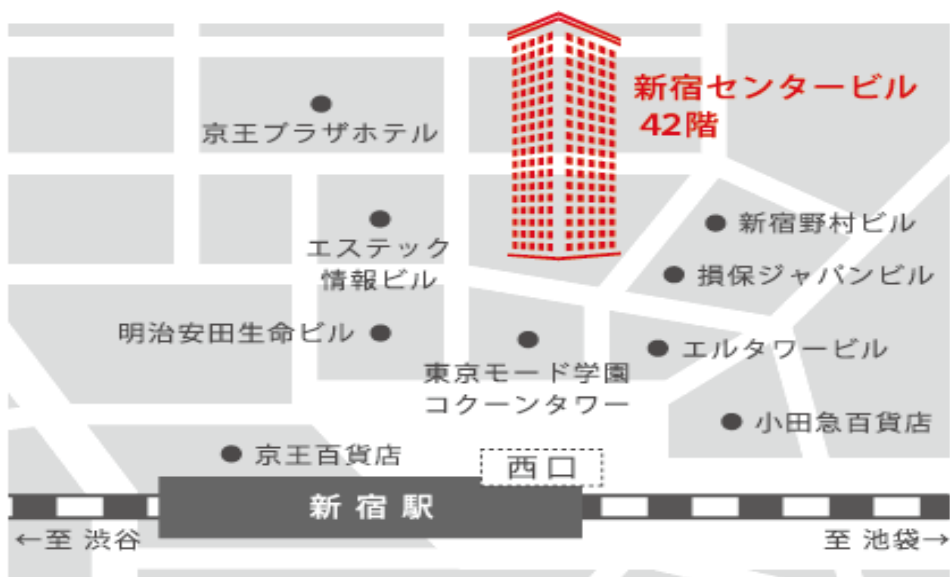 新宿センタービル
42階
京王プラザホテル
新宿野村ビル
エステック
情報ビル
損保ジャパンビル
明治安田生命ビル
エルタワービル
東京モード学園
コクーンタワー
小田急百貨店
京王百貨店
西口
新宿駅
←至 渋谷
至 池袋→